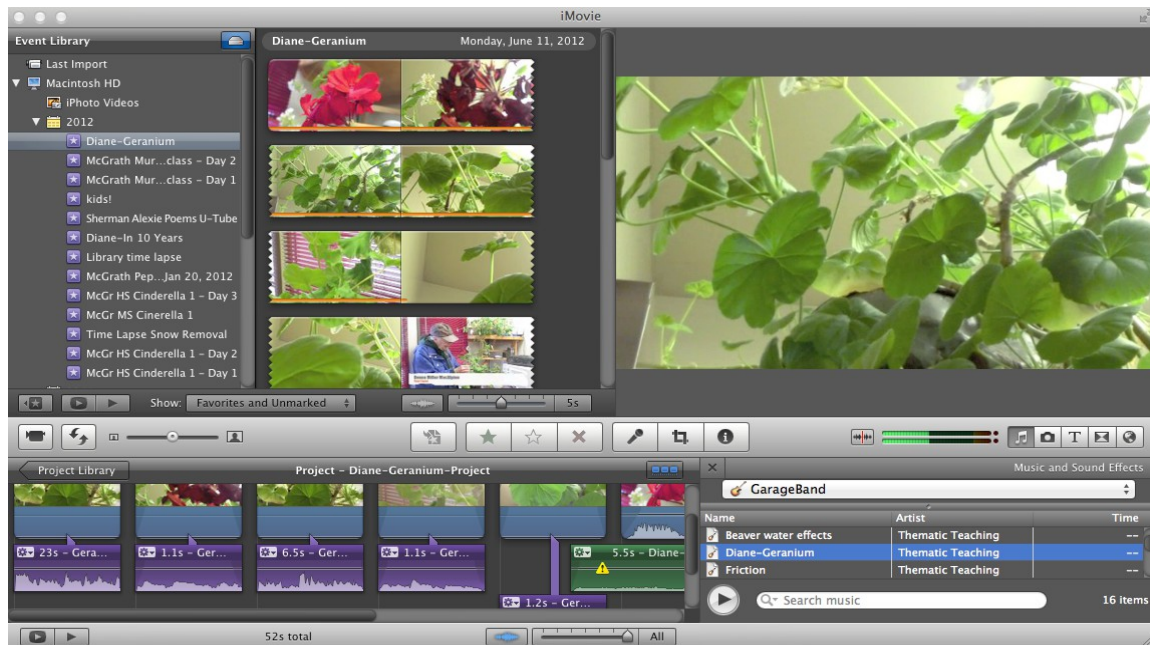 iMovie
Event Library
Last Import
Macintosh HD
iPhoto Videos
2012
Diane-Geranium
McGrath Mur...class - Day 2
McGrath Mur...class - Day 1
kids!
Sherman Alexie Poems U-Tube
Diane-In 10 Years
Library time lapse
McGrath Pep...Jan 20, 2012
McGr HS Cinderella 1 - Day 3
McGr MS Cinerella 1
Time Lapse Snow Removal
McGr HS Cinderella 1 - Day 2
McGr HS Cinderella 1 - Day 1
Diane-Geranium Monday, June 11, 2012
Show: Favorites and Unmarked
5s
Project Library
Project - Diane-Geranium-Project
23s - Gera...
1.1s - Ger...
6.5s - Ger...
1.1s - Ger...
5.5s - Diane-
1.2s - Ger...
52s total
All
Music and Sound Effects
GarageBand
Name Artist Time
Beaver water effects Thematic Teaching --
Diane-Geranium Thematic Teaching --
Friction Thematic Teaching --
Search music
16 items